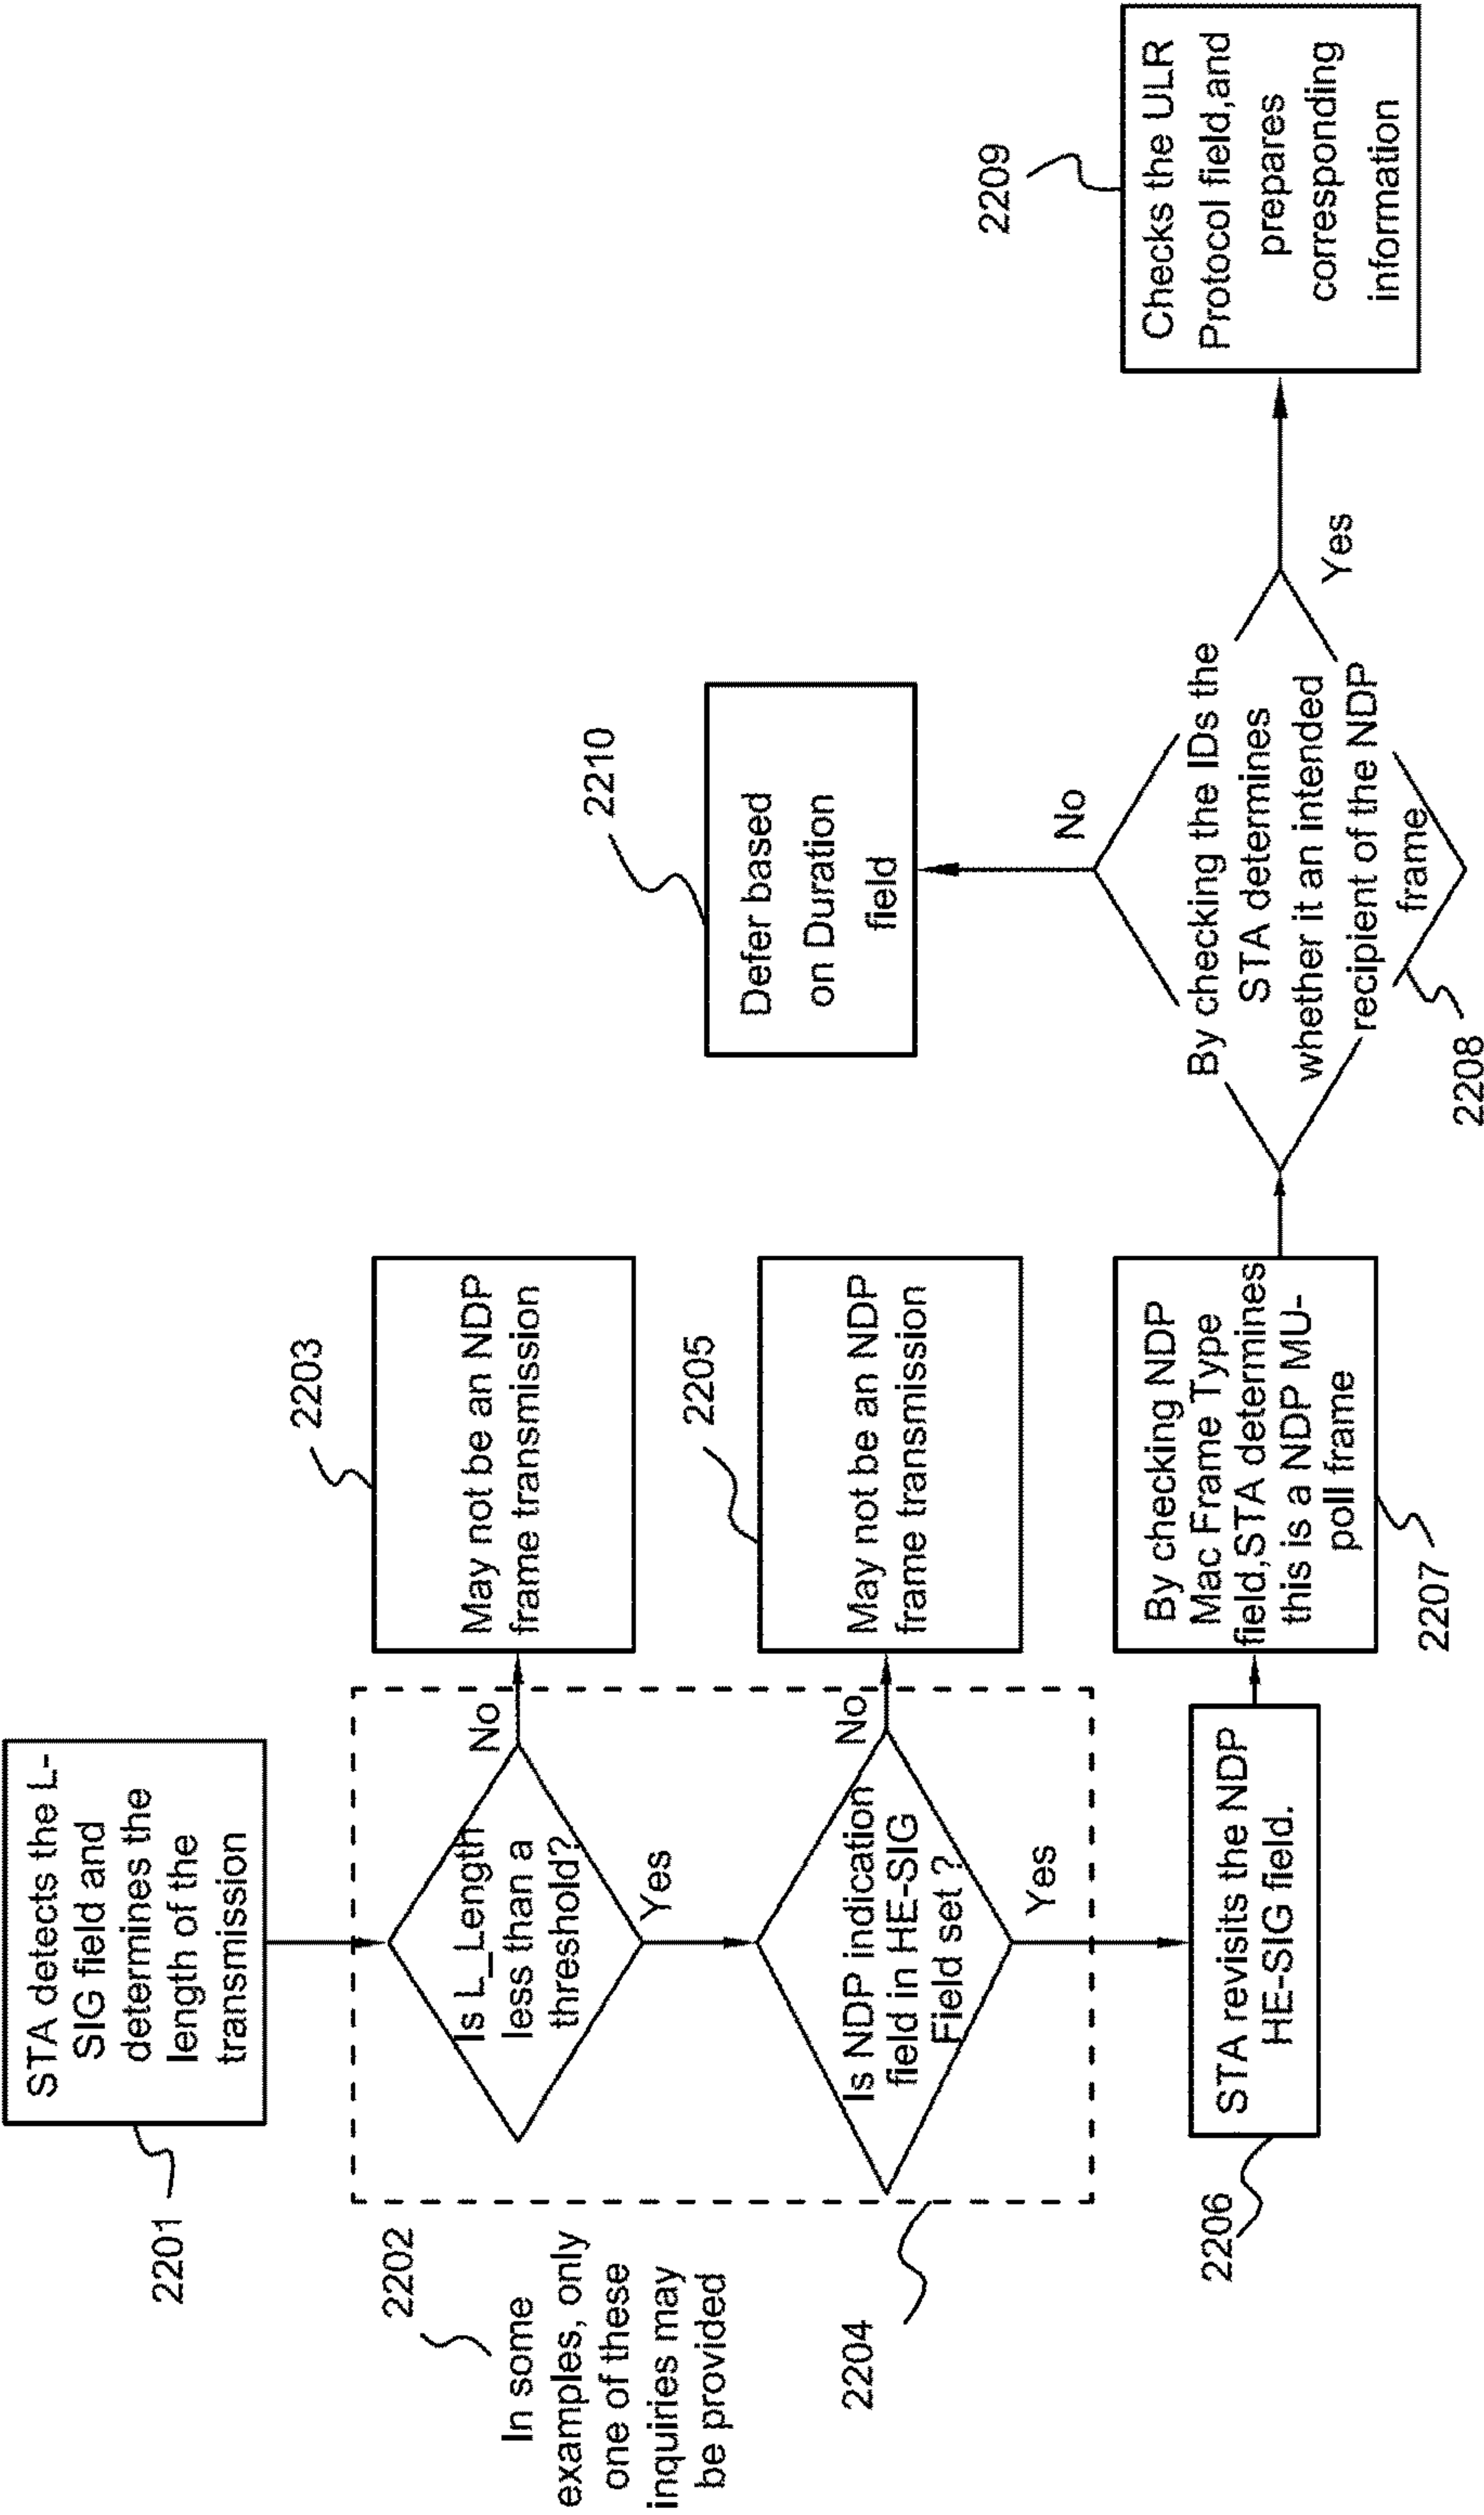 2201
STA detects the L-
SIG field and
determines the
length of the
transmission
2202
In some
examples, only
one of these
inquiries may
be provided
Is L_Length
less than a
threshold?
No
Yes
2203
May not be an NDP
frame transmission
2204
Is NDP indication
field in HE-SIG
Field set ?
No
Yes
2205
May not be an NDP
frame transmission
2206
STA revisits the NDP
HE-SIG field.
2207
By checking NDP
Mac Frame Type
field,STA determines
this is a NDP MU-
poll frame
2208
By checking the IDs the
STA determines
whether it an intended
recipient of the NDP
frame
No
Yes
2210
Defer based
on Duration
field
2209
Checks the ULR
Protocol field,and
prepares
corresponding
information